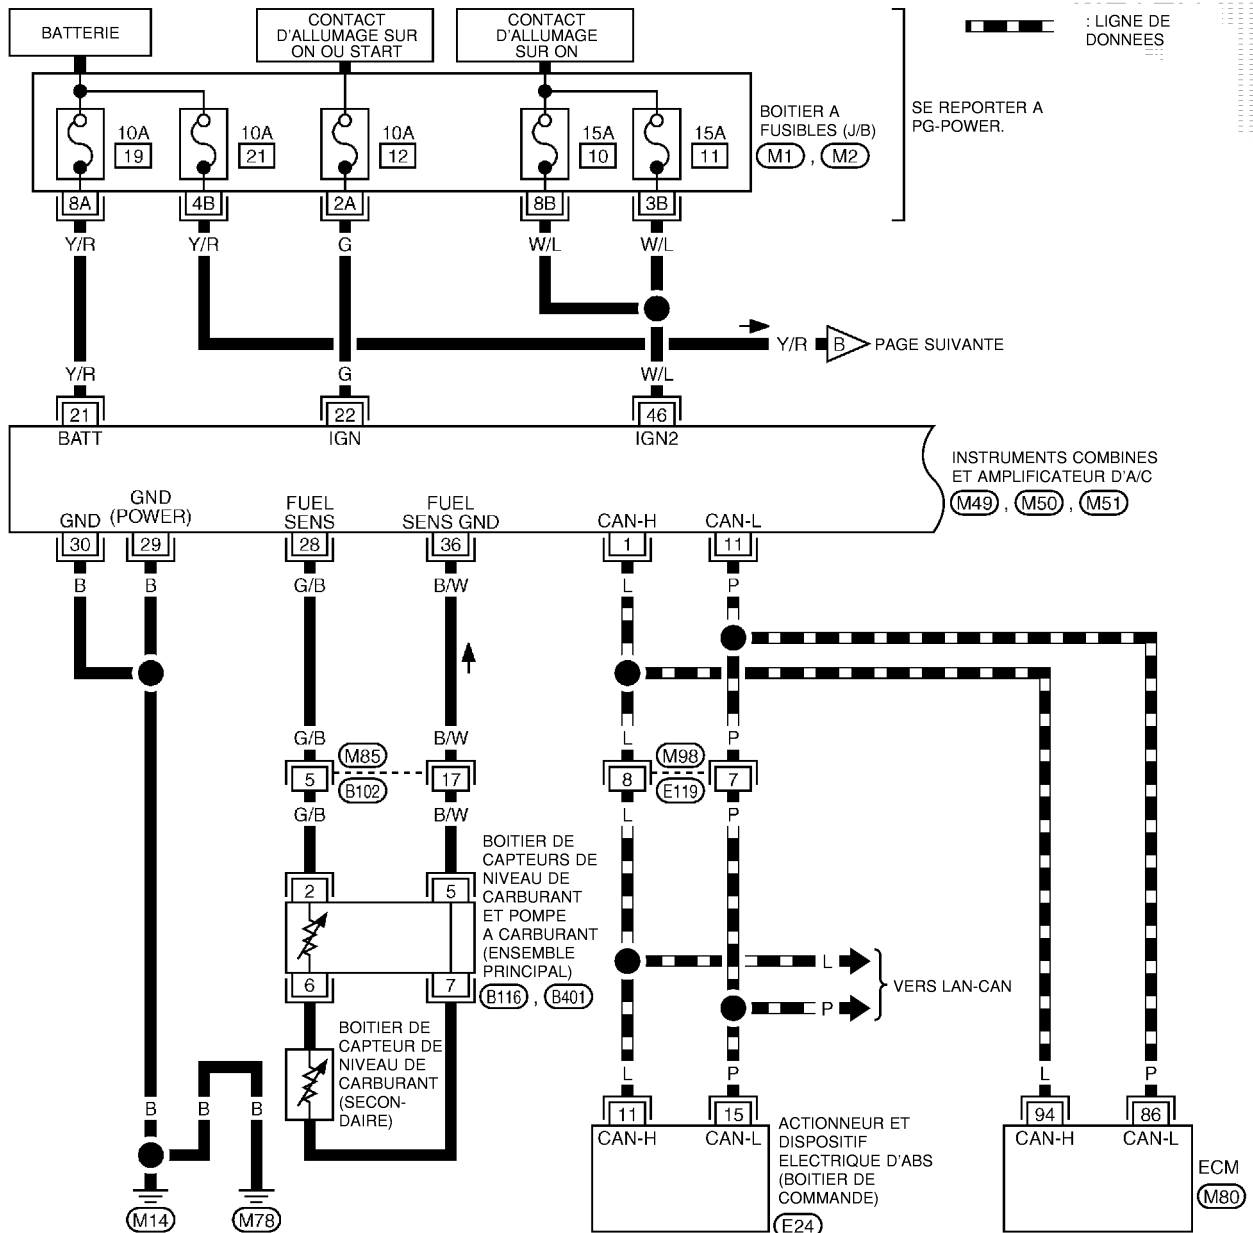 BATTERIE
CONTACT
D'ALLUMAGE SUR
ON OU START
CONTACT
D'ALLUMAGE
SUR ON
: LIGNE DE
DONNEES
10A
19
10A
21
10A
12
15A
10
15A
11
BOITIER A
FUSIBLES (J/B)
M1 , M2
SE REPORTER A
PG-POWER.
8A 4B 2A 8B 3B
Y/R Y/R G W/L W/L
Y/R B PAGE SUIVANTE
Y/R G W/L
21 22 46
BATT IGN IGN2
INSTRUMENTS COMBINES
ET AMPLIFICATEUR D'A/C
M49 , M50 , M51
GND
GND
(POWER)
FUEL
SENS
FUEL
SENS GND
CAN-H CAN-L
30 29 28 36 1 11
B B G/B B/W L P
G/B B/W L P
M85
5 17
B102
M98
8 7
E119
G/B B/W L P
BOITIER DE
CAPTEURS DE
NIVEAU DE
CARBURANT
ET POMPE
A CARBURANT
(ENSEMBLE
PRINCIPAL)
B116 , B401
2 5
6 7
L
P
VERS LAN-CAN
BOITIER DE
CAPTEUR DE
NIVEAU DE
CARBURANT
(SECON-
DAIRE)
B B B
L P L P
11 15 94 86
CAN-H CAN-L
ACTIONNEUR ET
DISPOSITIF
ELECTRIQUE D'ABS
(BOITIER DE
COMMANDE)
E24
CAN-H CAN-L
ECM
M80
M14 M78